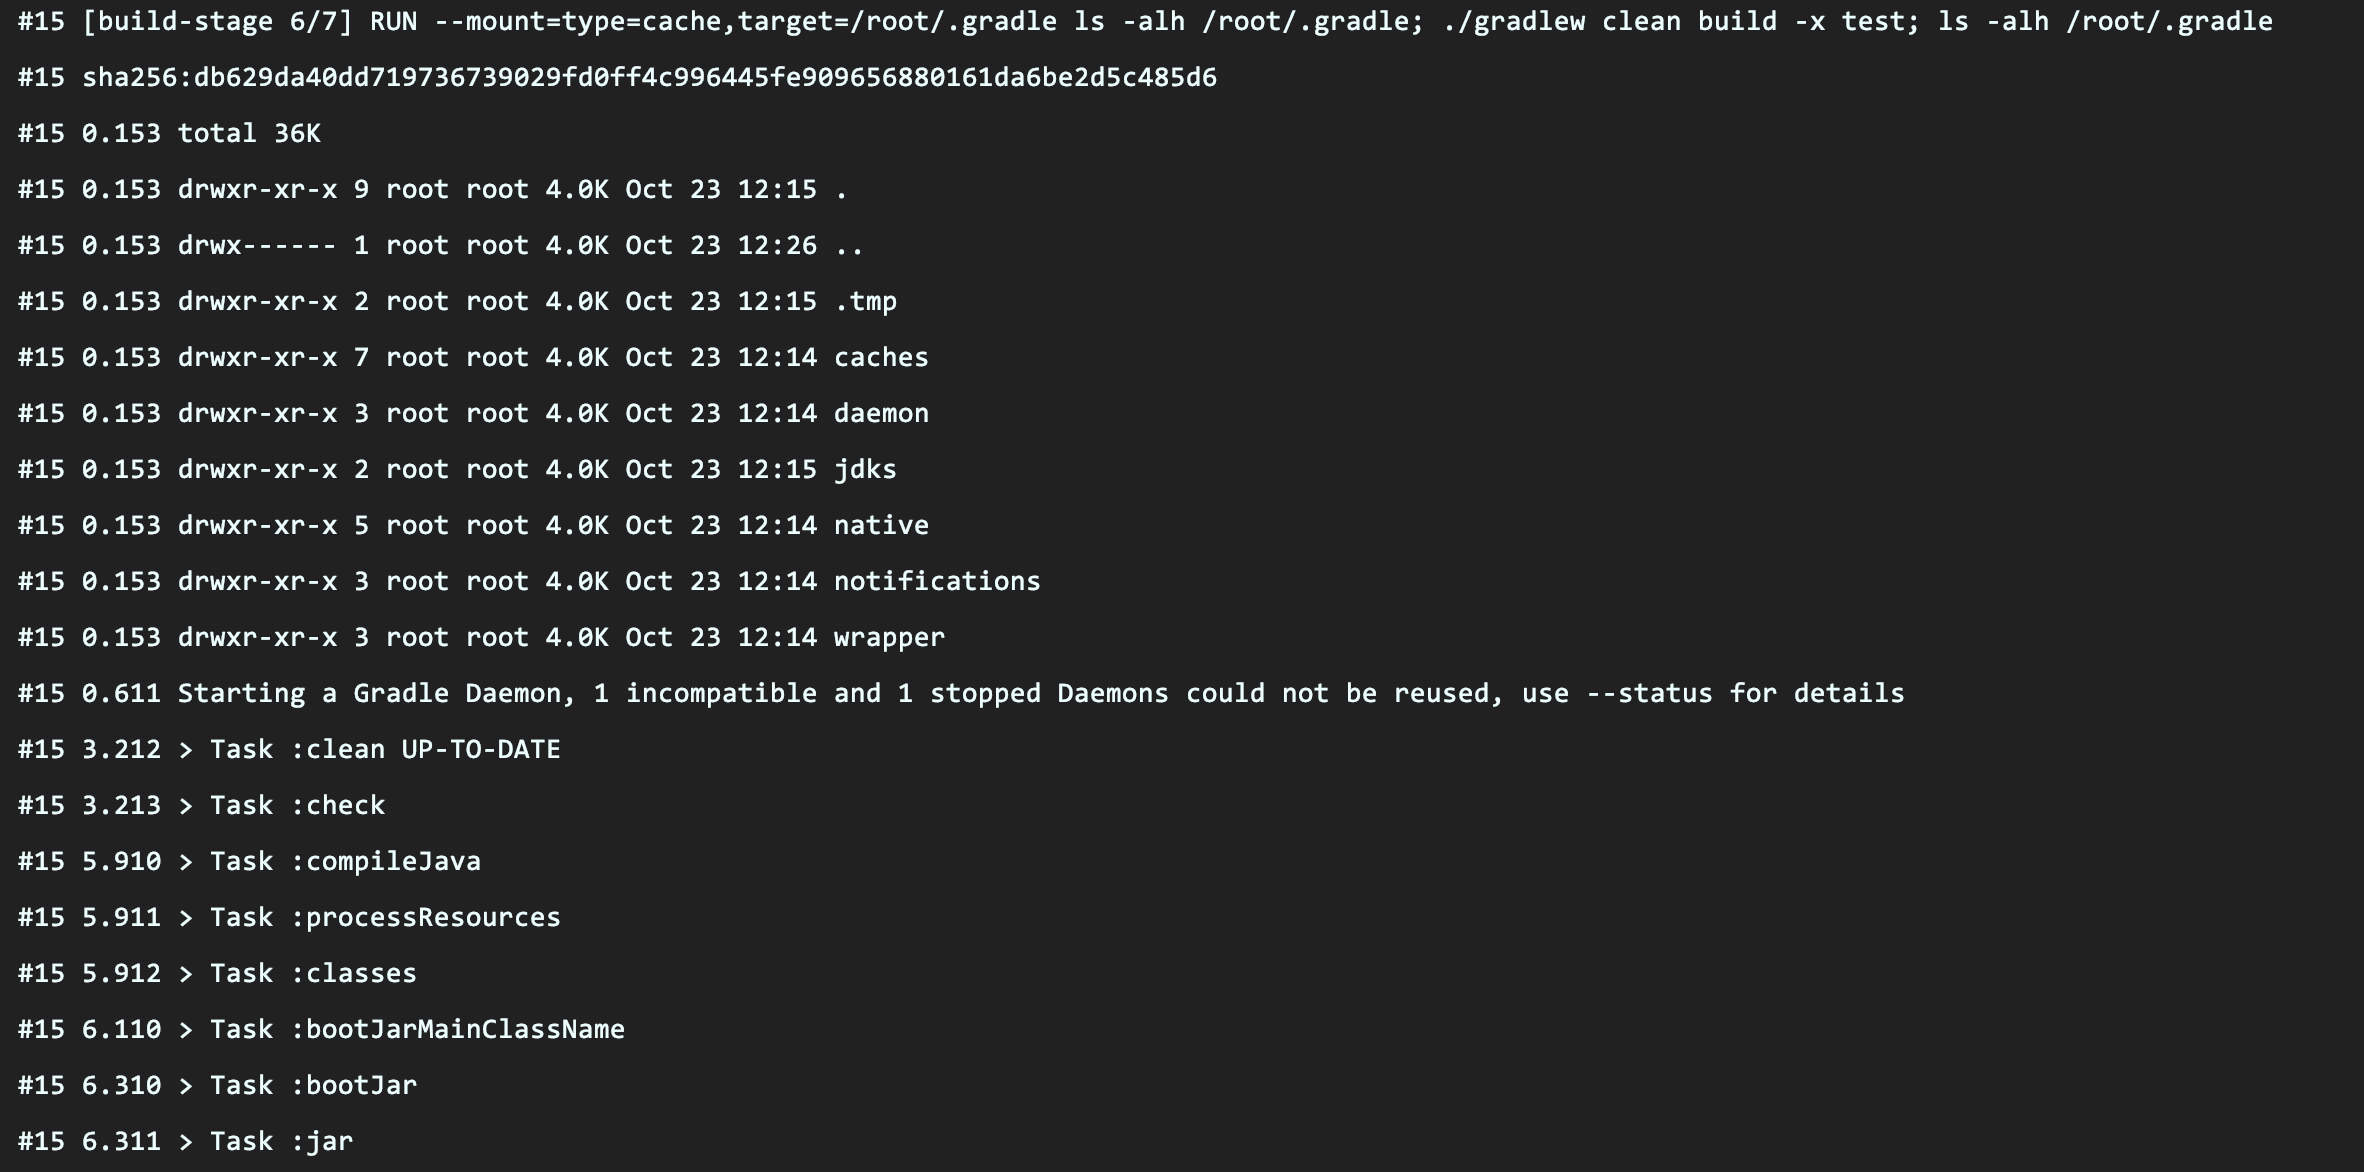 #15 [build-stage 6/7] RUN --mount=type=cache,target=/root/.gradle ls -alh /root/.gradle; ./gradlew clean build -x test; ls -alh /root/.gradle
#15 sha256:db629da40dd719736739029fd0ff4c996445fe909656880161da6be2d5c485d6
#15 0.153 total 36K
#15 0.153 drwxr-xr-x 9 root root 4.0K Oct 23 12:15 .
#15 0.153 drwx------ 1 root root 4.0K Oct 23 12:26 ..
#15 0.153 drwxr-xr-x 2 root root 4.0K Oct 23 12:15 .tmp
#15 0.153 drwxr-xr-x 7 root root 4.0K Oct 23 12:14 caches
#15 0.153 drwxr-xr-x 3 root root 4.0K Oct 23 12:14 daemon
#15 0.153 drwxr-xr-x 2 root root 4.0K Oct 23 12:15 jdks
#15 0.153 drwxr-xr-x 5 root root 4.0K Oct 23 12:14 native
#15 0.153 drwxr-xr-x 3 root root 4.0K Oct 23 12:14 notifications
#15 0.153 drwxr-xr-x 3 root root 4.0K Oct 23 12:14 wrapper
#15 0.611 Starting a Gradle Daemon, 1 incompatible and 1 stopped Daemons could not be reused, use --status for details
#15 3.212 > Task :clean UP-TO-DATE
#15 3.213 > Task :check
#15 5.910 > Task :compileJava
#15 5.911 > Task :processResources
#15 5.912 > Task :classes
#15 6.110 > Task :bootJarMainClassName
#15 6.310 > Task :bootJar
#15 6.311 > Task :jar